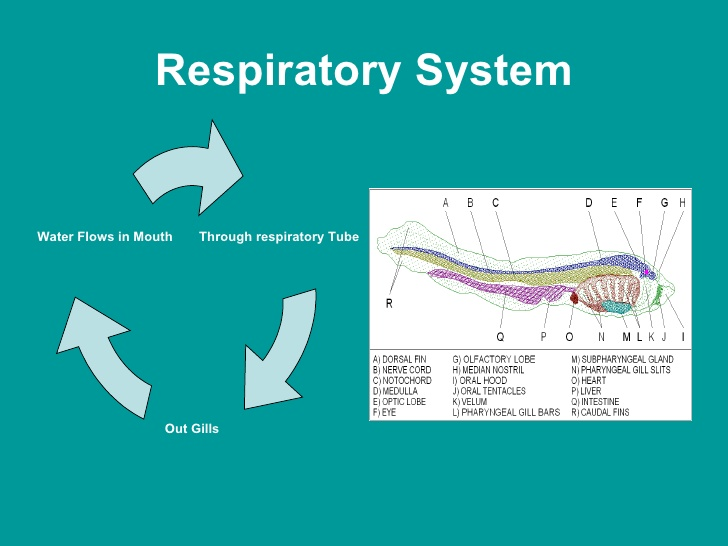 Respiratory System
Water Flows in Mouth
Through respiratory Tube
Out Gills
A B C D E F G H
R
Q P O N M L K J I
A) DORSAL FIN
B) NERVE CORD
C) NOTOCHORD
D) MEDULLA
E) OPTIC LOBE
F) EYE
G) OLFACTORY LOBE
H) MEDIAN NOSTRIL
I) ORAL HOOD
J) ORAL TENTACLES
K) VELUM
L) PHARYNGEAL GILL BARS
M) SUBPHARYNGEAL GLAND
N) PHARYNGEAL GILL SLITS
O) HEART
P) LIVER
Q) INTESTINE
R) CAUDAL FINS